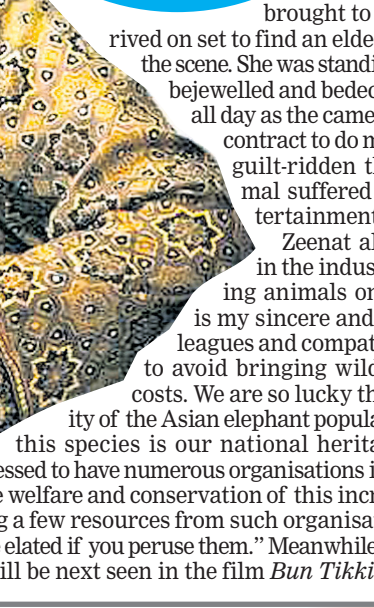 brought to
rived on set to find an elde
the scene. She was standi
bejewelled and bedec
all day as the came
contract to do m
guilt-ridden t
mal suffered
tertainment
Zeenat al
in the indus
ing animals or
is my sincere and
leagues and compat
to avoid bringing wild
costs. We are so lucky th
ity of the Asian elephant popula
this species is our national herita
essed to have numerous organisations i
e welfare and conservation of this incr
g a few resources from such organisa
e elated if you peruse them.” Meanwhile
ill be next seen in the film Bun Tikki